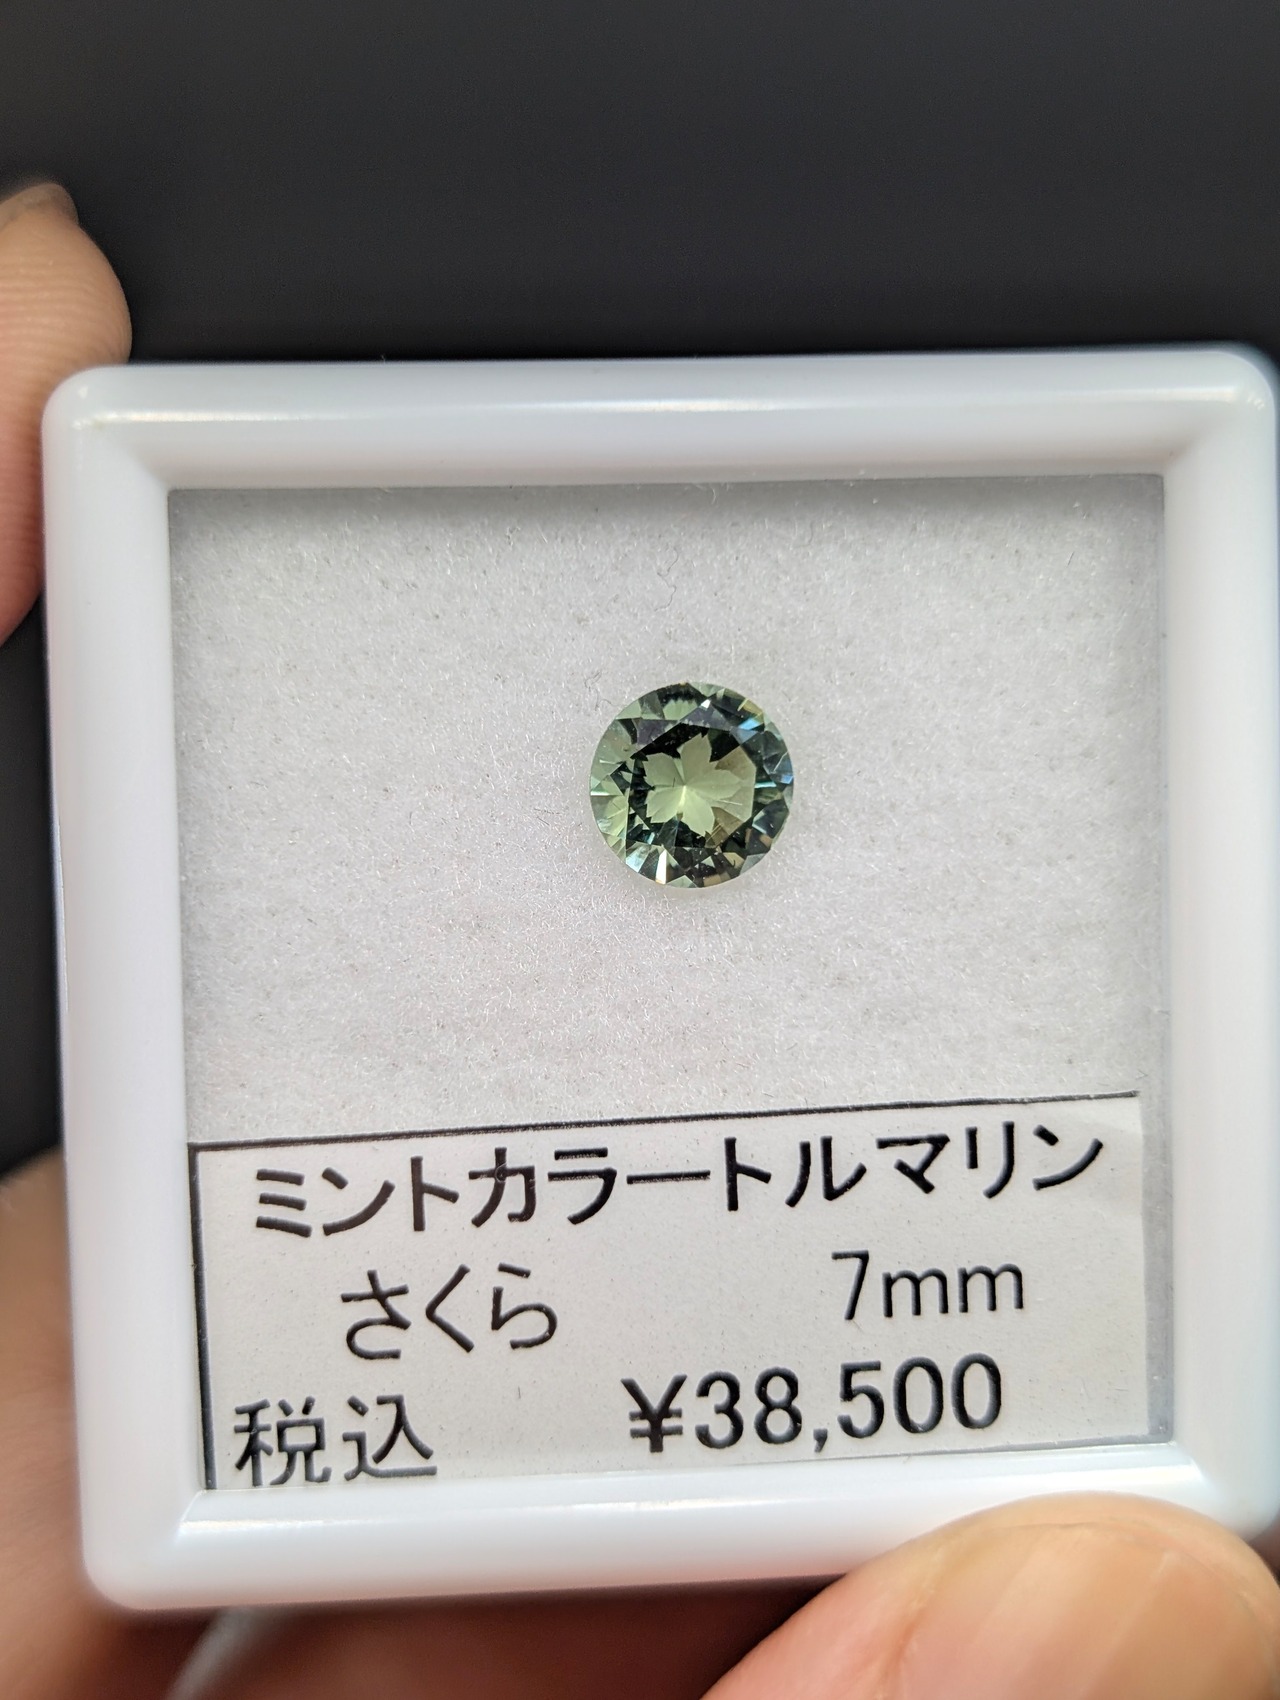 ミントカラートルマリン
さくら 7mm
税込 ¥38,500